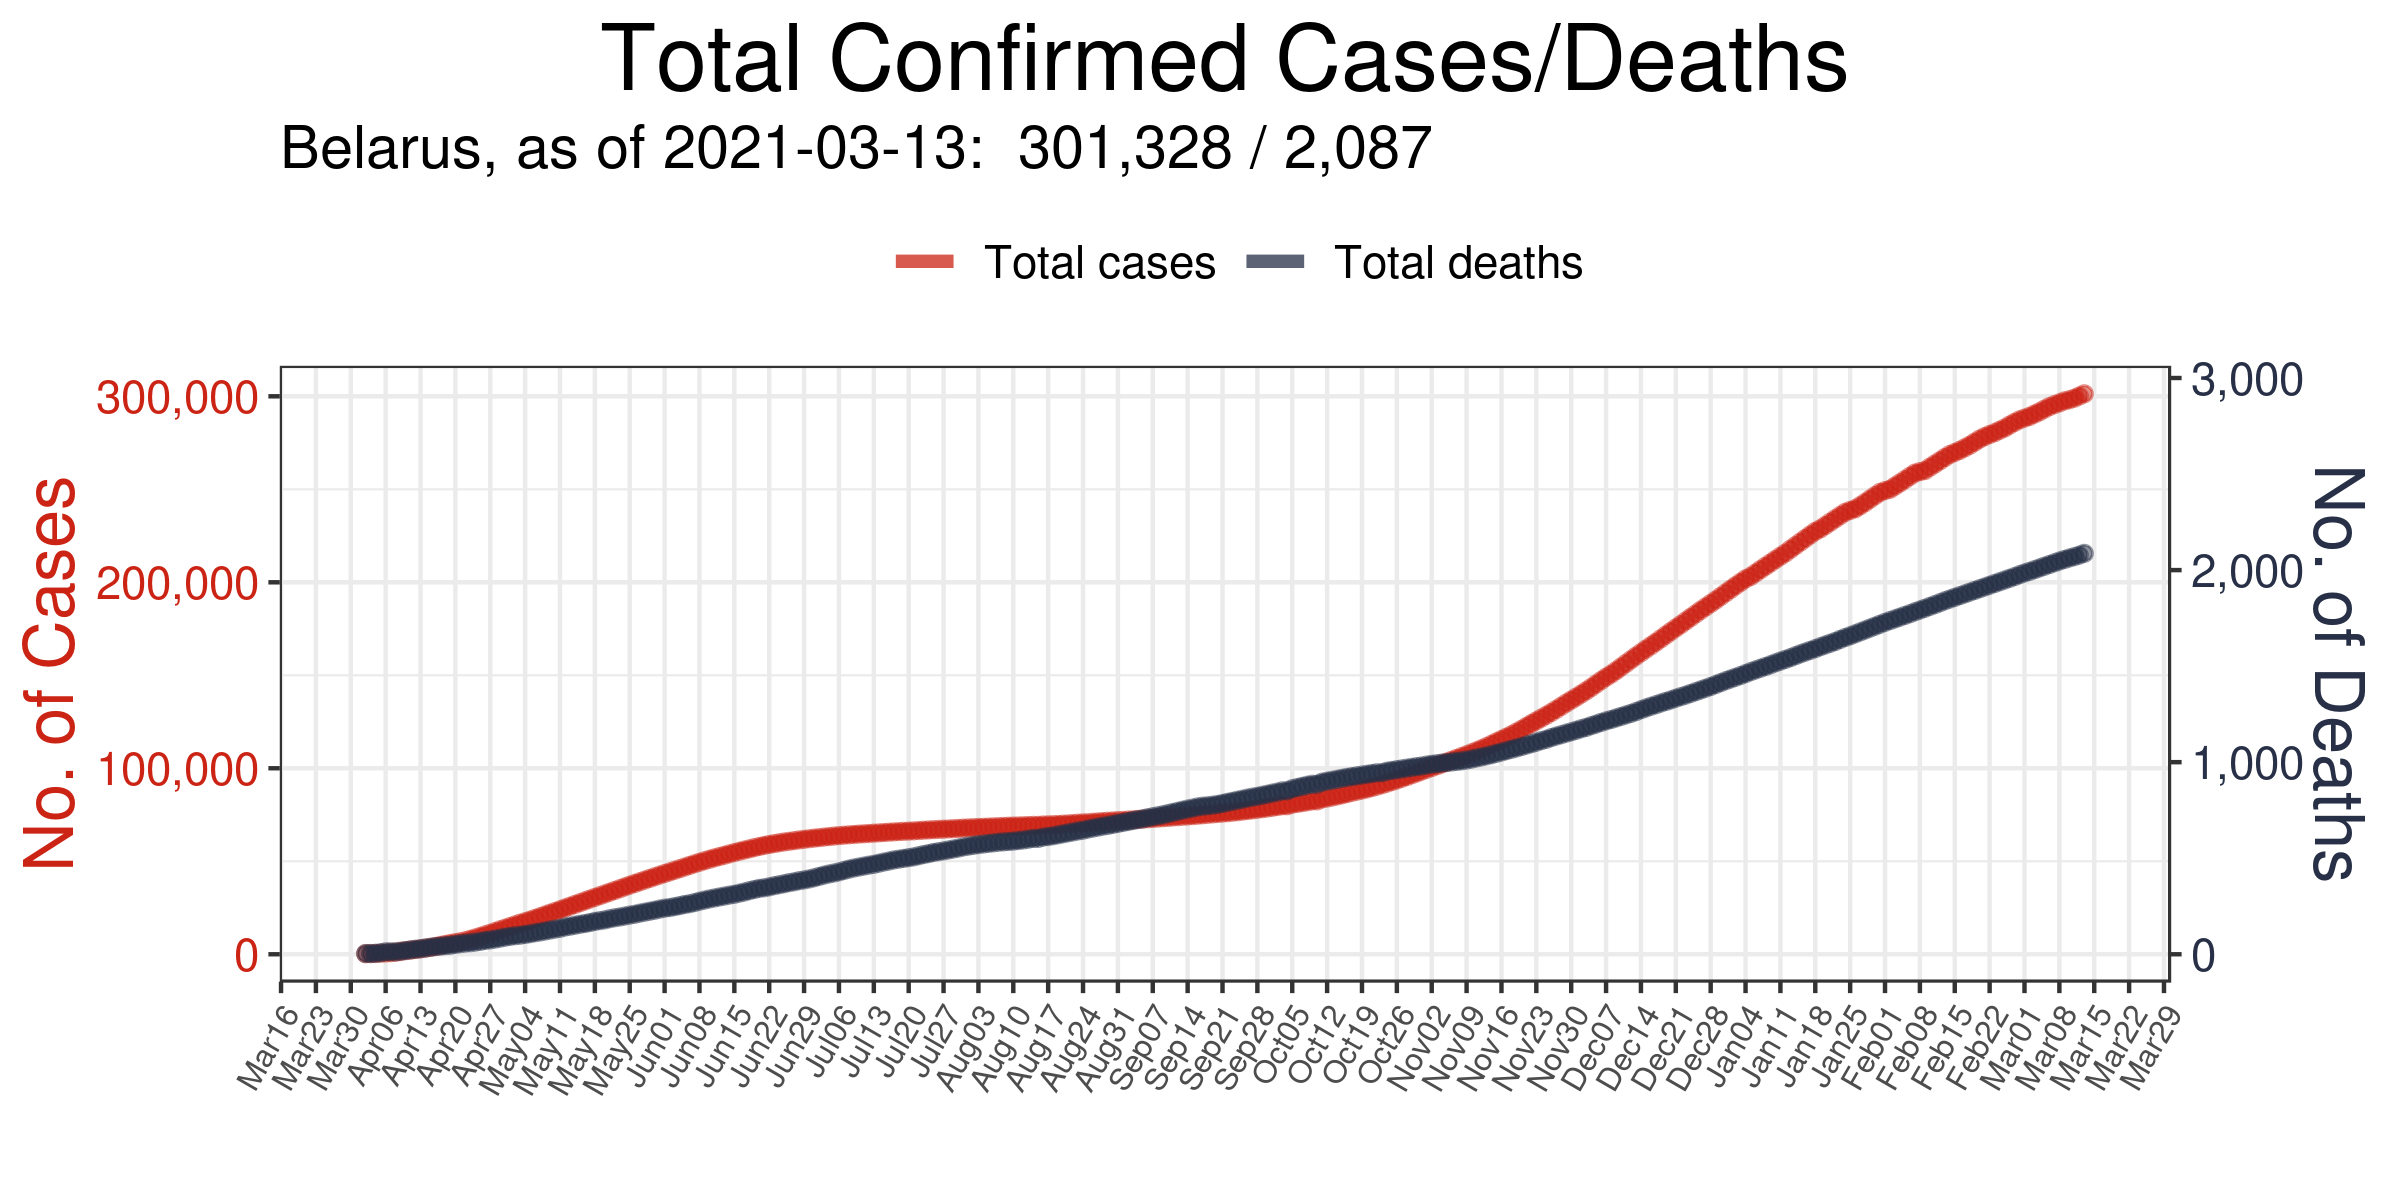 Total Confirmed Cases/Deaths
Belarus, as of 2021-03-13:  301,328 / 2,087
Total cases
Total deaths
No. of Cases
300,000
200,000
100,000
0
3,000
2,000
1,000
0
No. of Deaths
Mar16
Mar23
Mar30
Apr06
Apr13
Apr20
Apr27
May04
May11
May18
May25
Jun01
Jun08
Jun15
Jun22
Jun29
Jul06
Jul13
Jul20
Jul27
Aug03
Aug10
Aug17
Aug24
Aug31
Sep07
Sep14
Sep21
Sep28
Oct05
Oct12
Oct19
Oct26
Nov02
Nov09
Nov16
Nov23
Nov30
Dec07
Dec14
Dec21
Dec28
Jan04
Jan11
Jan18
Jan25
Feb01
Feb08
Feb15
Feb22
Mar01
Mar08
Mar15
Mar22
Mar29